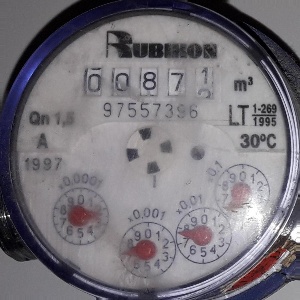 RUBIKON
0087 m³
97557396
Qn 1,5 LT 1-269 1995
A 30°C
1997
x0,0001 x0,001 x0,01 x0,1